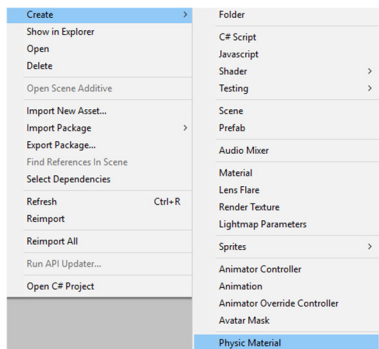 Create
Show in Explorer
Open
Delete
Open Scene Additive
Import New Asset...
Import Package
Export Package...
Find References In Scene
Select Dependencies
Refresh Ctrl+R
Reimport
Reimport All
Run API Updater...
Open C# Project
Folder
C# Script
Javascript
Shader
Testing
Scene
Prefab
Audio Mixer
Material
Lens Flare
Render Texture
Lightmap Parameters
Sprites
Animator Controller
Animation
Animator Override Controller
Avatar Mask
Physic Material